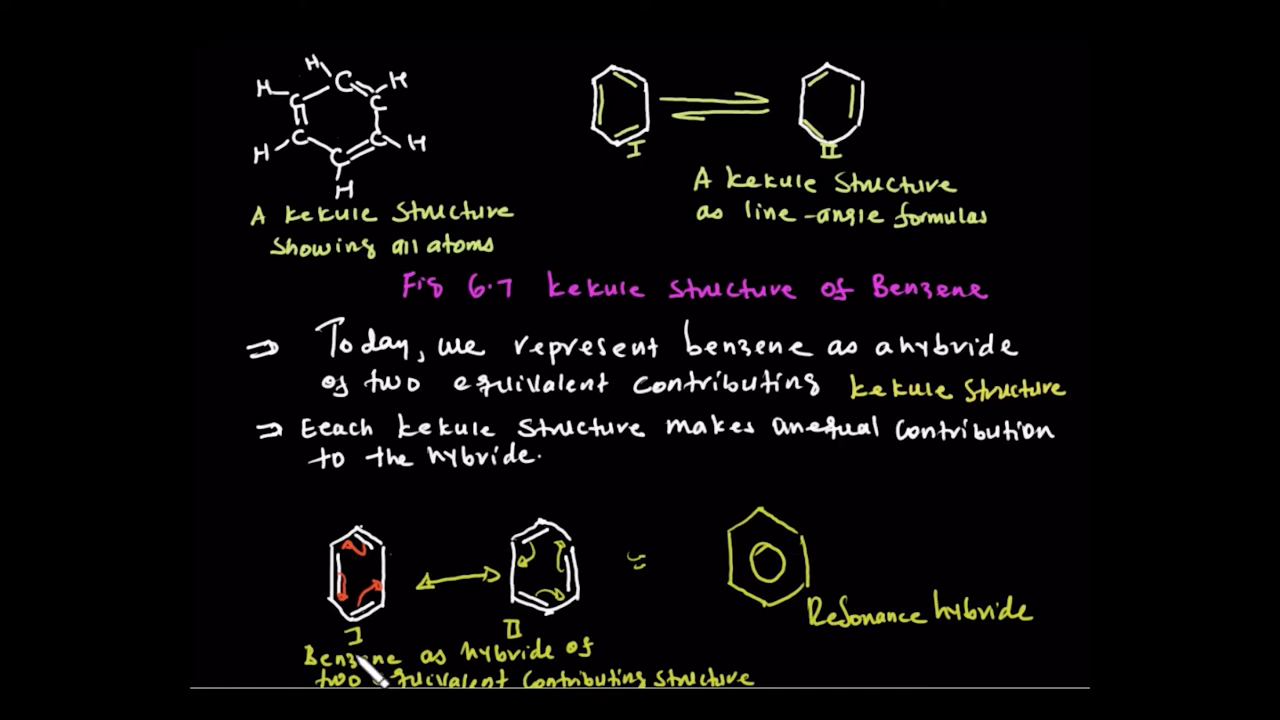 H
H
C
H
C
C
C
C
H
H
C
H
I
II
A Kekule Structure
as line-angle formulas
A Kekule Structure
Showing all atoms
Fig 6.7 Kekule Structure of Benzene
⇒ Today, we represent benzene as a hybride
of two equivalent contributing Kekule Structure
⇒ Eeach Kekule Structure makes an equal contribution
to the hybride.
≈
Resonance hybride
I
II
Benzene as hybride of
two equivalent contributing structure